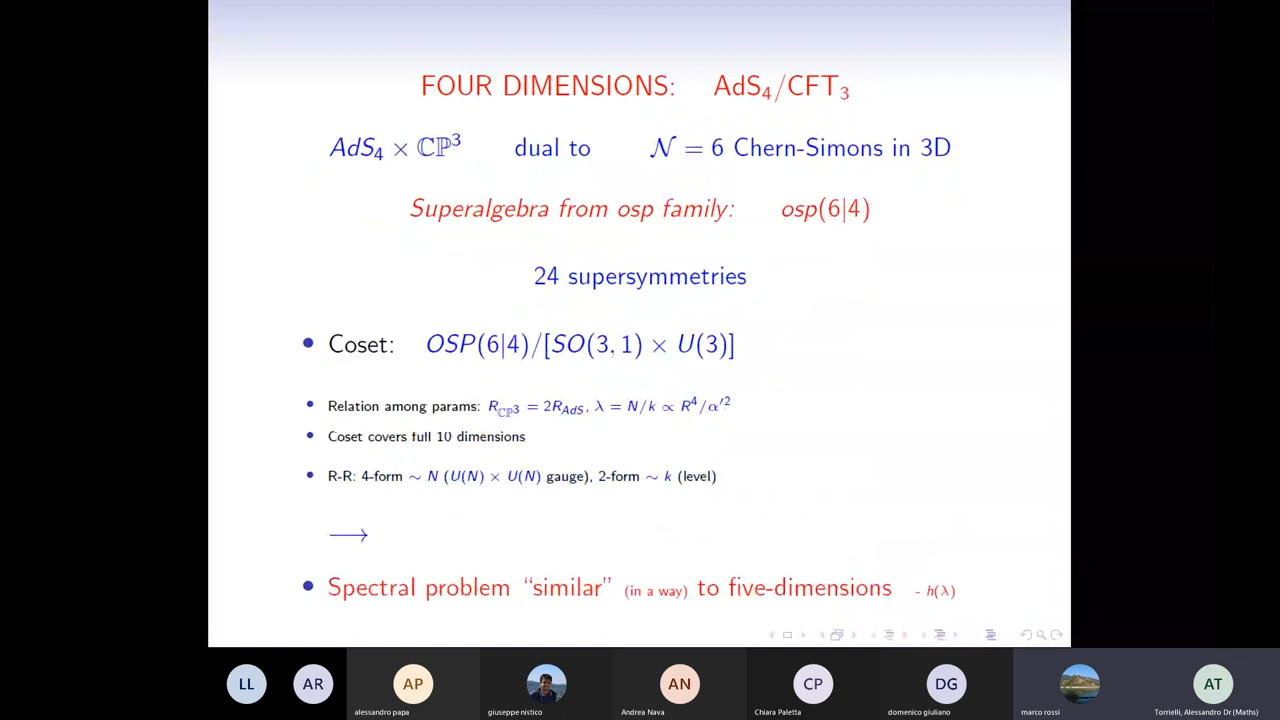 FOUR DIMENSIONS: AdS₄/CFT₃
AdS₄ × ℂℙ³ dual to 𝒩 = 6 Chern-Simons in 3D
Superalgebra from osp family: osp(6|4)
24 supersymmetries
• Coset: OSP(6|4)/[SO(3, 1) × U(3)]
• Relation among params: R_ℂℙ³ = 2R_AdS, λ = N/k ∝ R⁴/α′²
• Coset covers full 10 dimensions
• R-R: 4-form ∼ N (U(N) × U(N) gauge), 2-form ∼ k (level)
⟶
• Spectral problem “similar” (in a way) to five-dimensions - h(λ)
LL AR AP AN CP DG AT
alessandro papa giuseppe nistico Andrea Nava Chiara Paletta domenico giuliano marco rossi Torrielli, Alessandro Dr (Maths)